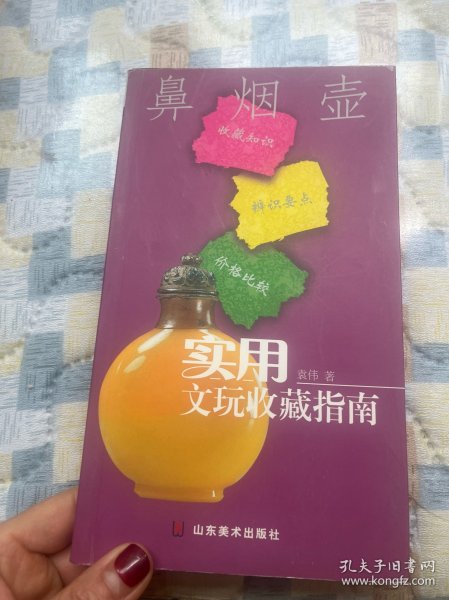 鼻烟壶
收藏知识
辨识要点
价格比较
实用
袁伟 著
文玩收藏指南
山东美术出版社
孔夫子旧书网
www.kongfz.com